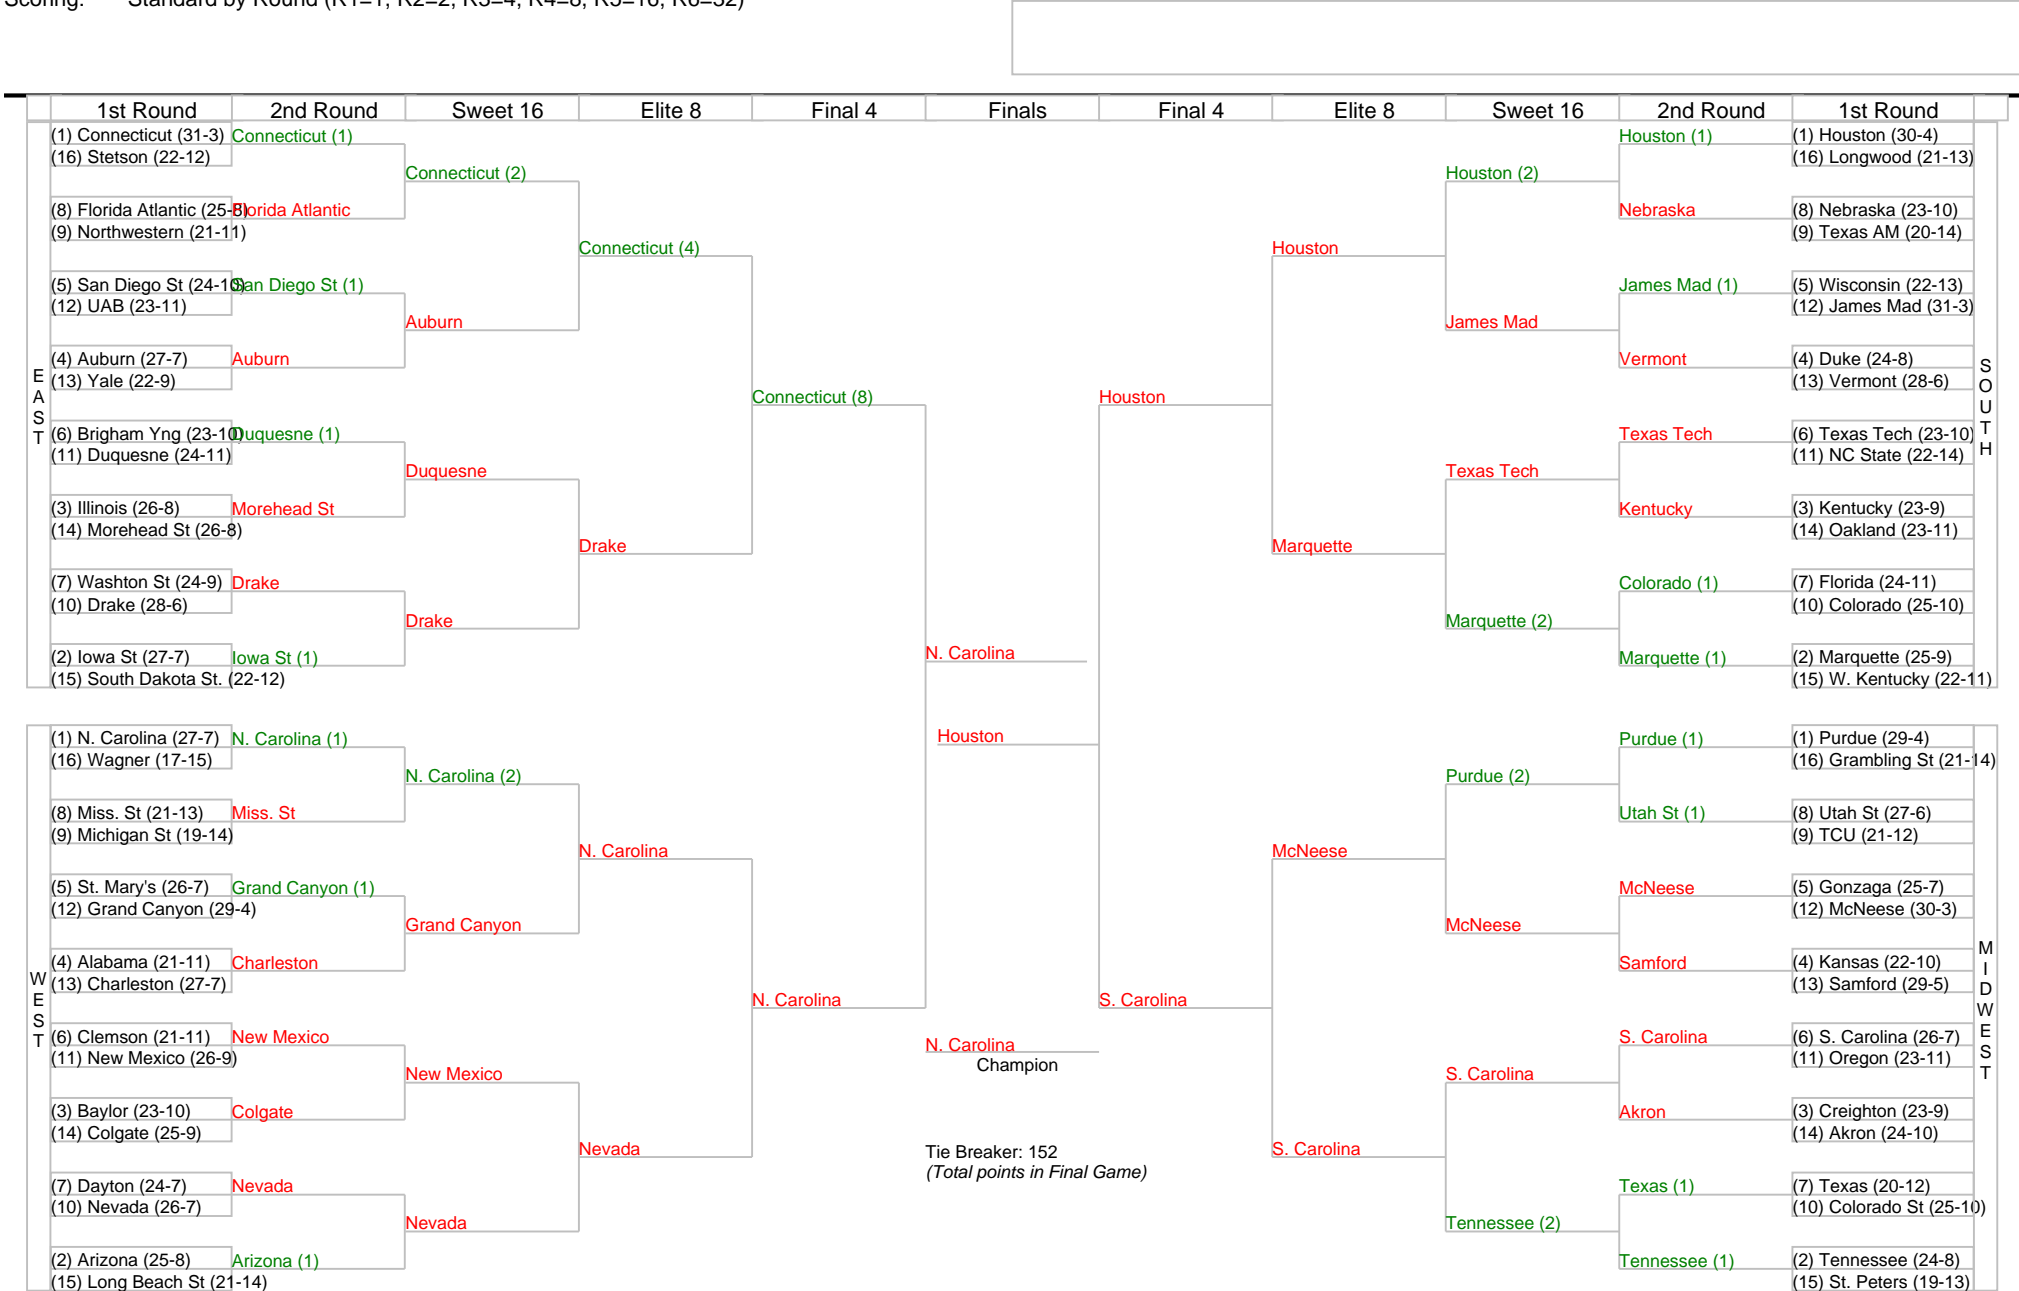 Scoring: Standard by Round (R1=1, R2=2, R3=4, R4=8, R5=16, R6=32)
1st Round 2nd Round Sweet 16 Elite 8 Final 4 Finals Final 4 Elite 8 Sweet 16 2nd Round 1st Round
EAST
(1) Connecticut (31-3)
(16) Stetson (22-12)
(8) Florida Atlantic (25-8)
(9) Northwestern (21-11)
(5) San Diego St (24-10)
(12) UAB (23-11)
(4) Auburn (27-7)
(13) Yale (22-9)
(6) Brigham Yng (23-10)
(11) Duquesne (24-11)
(3) Illinois (26-8)
(14) Morehead St (26-8)
(7) Washton St (24-9)
(10) Drake (28-6)
(2) Iowa St (27-7)
(15) South Dakota St. (22-12)
Connecticut (1)
Florida Atlantic
San Diego St (1)
Auburn
Duquesne (1)
Morehead St
Drake
Iowa St (1)
Connecticut (2)
Auburn
Duquesne
Drake
Connecticut (4)
Drake
Connecticut (8)
WEST
(1) N. Carolina (27-7)
(16) Wagner (17-15)
(8) Miss. St (21-13)
(9) Michigan St (19-14)
(5) St. Mary's (26-7)
(12) Grand Canyon (29-4)
(4) Alabama (21-11)
(13) Charleston (27-7)
(6) Clemson (21-11)
(11) New Mexico (26-9)
(3) Baylor (23-10)
(14) Colgate (25-9)
(7) Dayton (24-7)
(10) Nevada (26-7)
(2) Arizona (25-8)
(15) Long Beach St (21-14)
N. Carolina (1)
Miss. St
Grand Canyon (1)
Charleston
New Mexico
Colgate
Nevada
Arizona (1)
N. Carolina (2)
Grand Canyon
New Mexico
Nevada
N. Carolina
Nevada
N. Carolina
N. Carolina
Houston
N. Carolina
Champion
Tie Breaker: 152
(Total points in Final Game)
Houston
S. Carolina
Houston
Marquette
Houston (2)
James Mad
Texas Tech
Marquette (2)
Houston (1)
Nebraska
James Mad (1)
Vermont
Texas Tech
Kentucky
Colorado (1)
Marquette (1)
(1) Houston (30-4)
(16) Longwood (21-13)
(8) Nebraska (23-10)
(9) Texas AM (20-14)
(5) Wisconsin (22-13)
(12) James Mad (31-3)
(4) Duke (24-8)
(13) Vermont (28-6)
(6) Texas Tech (23-10)
(11) NC State (22-14)
(3) Kentucky (23-9)
(14) Oakland (23-11)
(7) Florida (24-11)
(10) Colorado (25-10)
(2) Marquette (25-9)
(15) W. Kentucky (22-11)
SOUTH
McNeese
S. Carolina
Purdue (2)
McNeese
S. Carolina
Tennessee (2)
Purdue (1)
Utah St (1)
McNeese
Samford
S. Carolina
Akron
Texas (1)
Tennessee (1)
(1) Purdue (29-4)
(16) Grambling St (21-14)
(8) Utah St (27-6)
(9) TCU (21-12)
(5) Gonzaga (25-7)
(12) McNeese (30-3)
(4) Kansas (22-10)
(13) Samford (29-5)
(6) S. Carolina (26-7)
(11) Oregon (23-11)
(3) Creighton (23-9)
(14) Akron (24-10)
(7) Texas (20-12)
(10) Colorado St (25-10)
(2) Tennessee (24-8)
(15) St. Peters (19-13)
MIDWEST